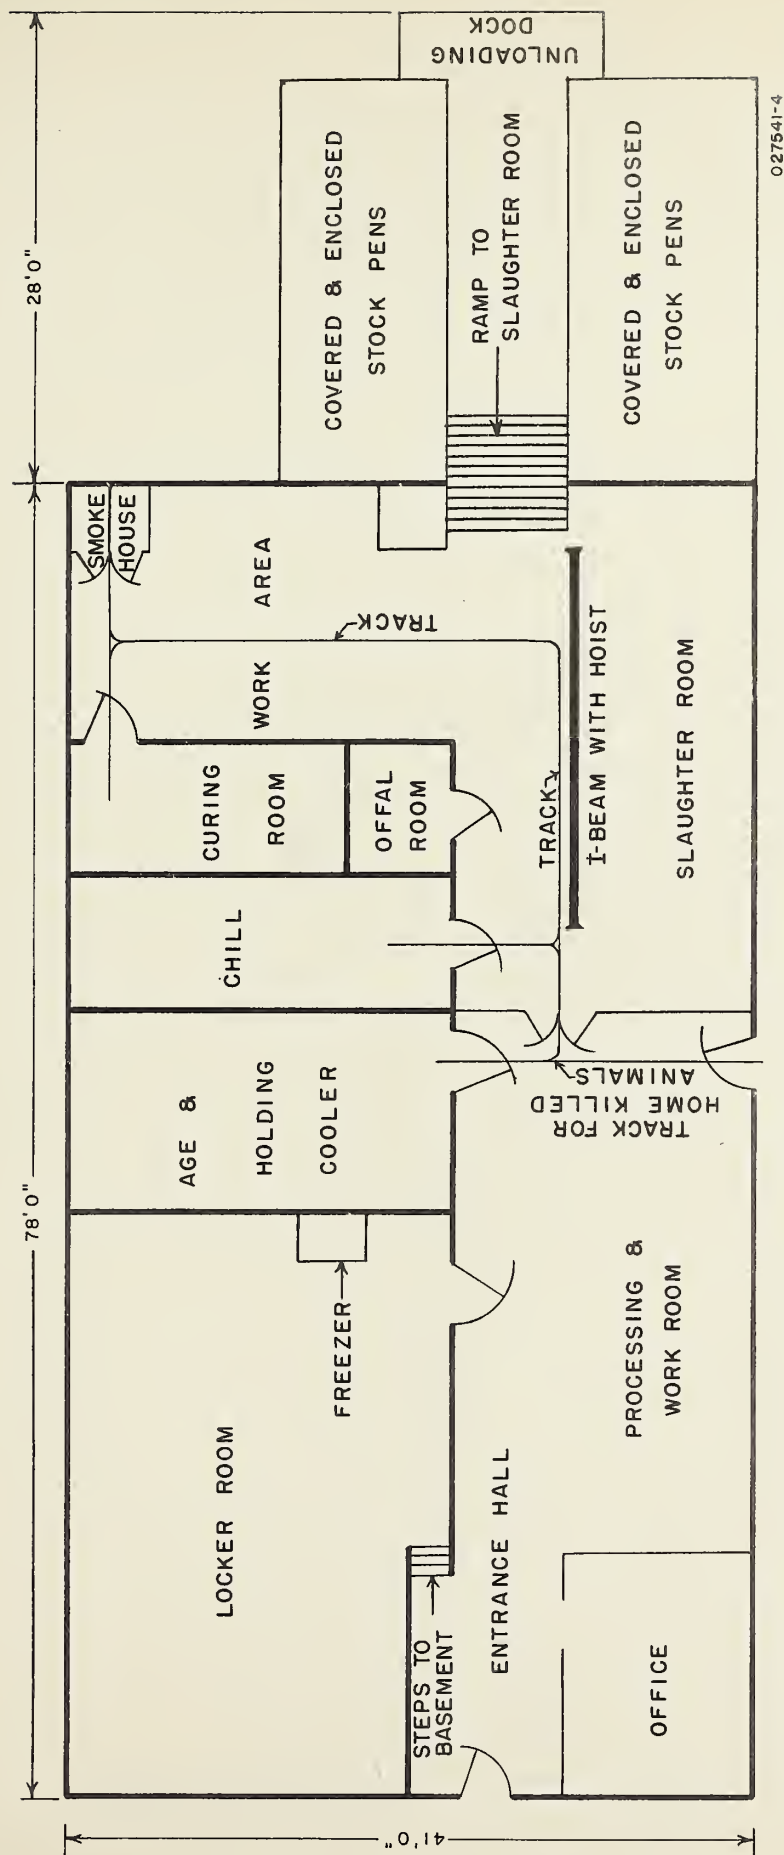 78'0"
28'0"
41'0"
LOCKER ROOM
FREEZER
STEPS TO
BASEMENT
ENTRANCE HALL
OFFICE
PROCESSING &
WORK ROOM
AGE &
HOLDING
COOLER
TRACK FOR
HOME KILLED
ANIMALS
CHILL
CURING
ROOM
OFFAL
ROOM
WORK
AREA
TRACK
SMOKE
HOUSE
TRACK
I-BEAM WITH HOIST
SLAUGHTER ROOM
COVERED & ENCLOSED
STOCK PENS
RAMP TO
SLAUGHTER ROOM
UNLOADING
DOCK
COVERED & ENCLOSED
STOCK PENS
027541-4